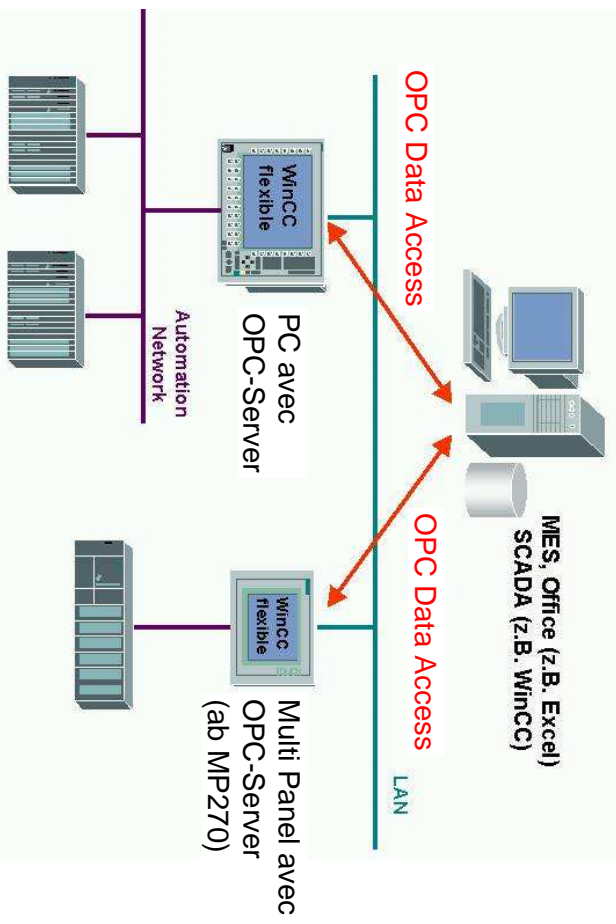 MES, Office (z.B. Excel)
SCADA (z.B. WinCC)
OPC Data Access
OPC Data Access
LAN
WinCC
flexible
PC avec
OPC-Server
WinCC
flexible
Multi Panel avec
OPC-Server
(ab MP270)
Automation
Network